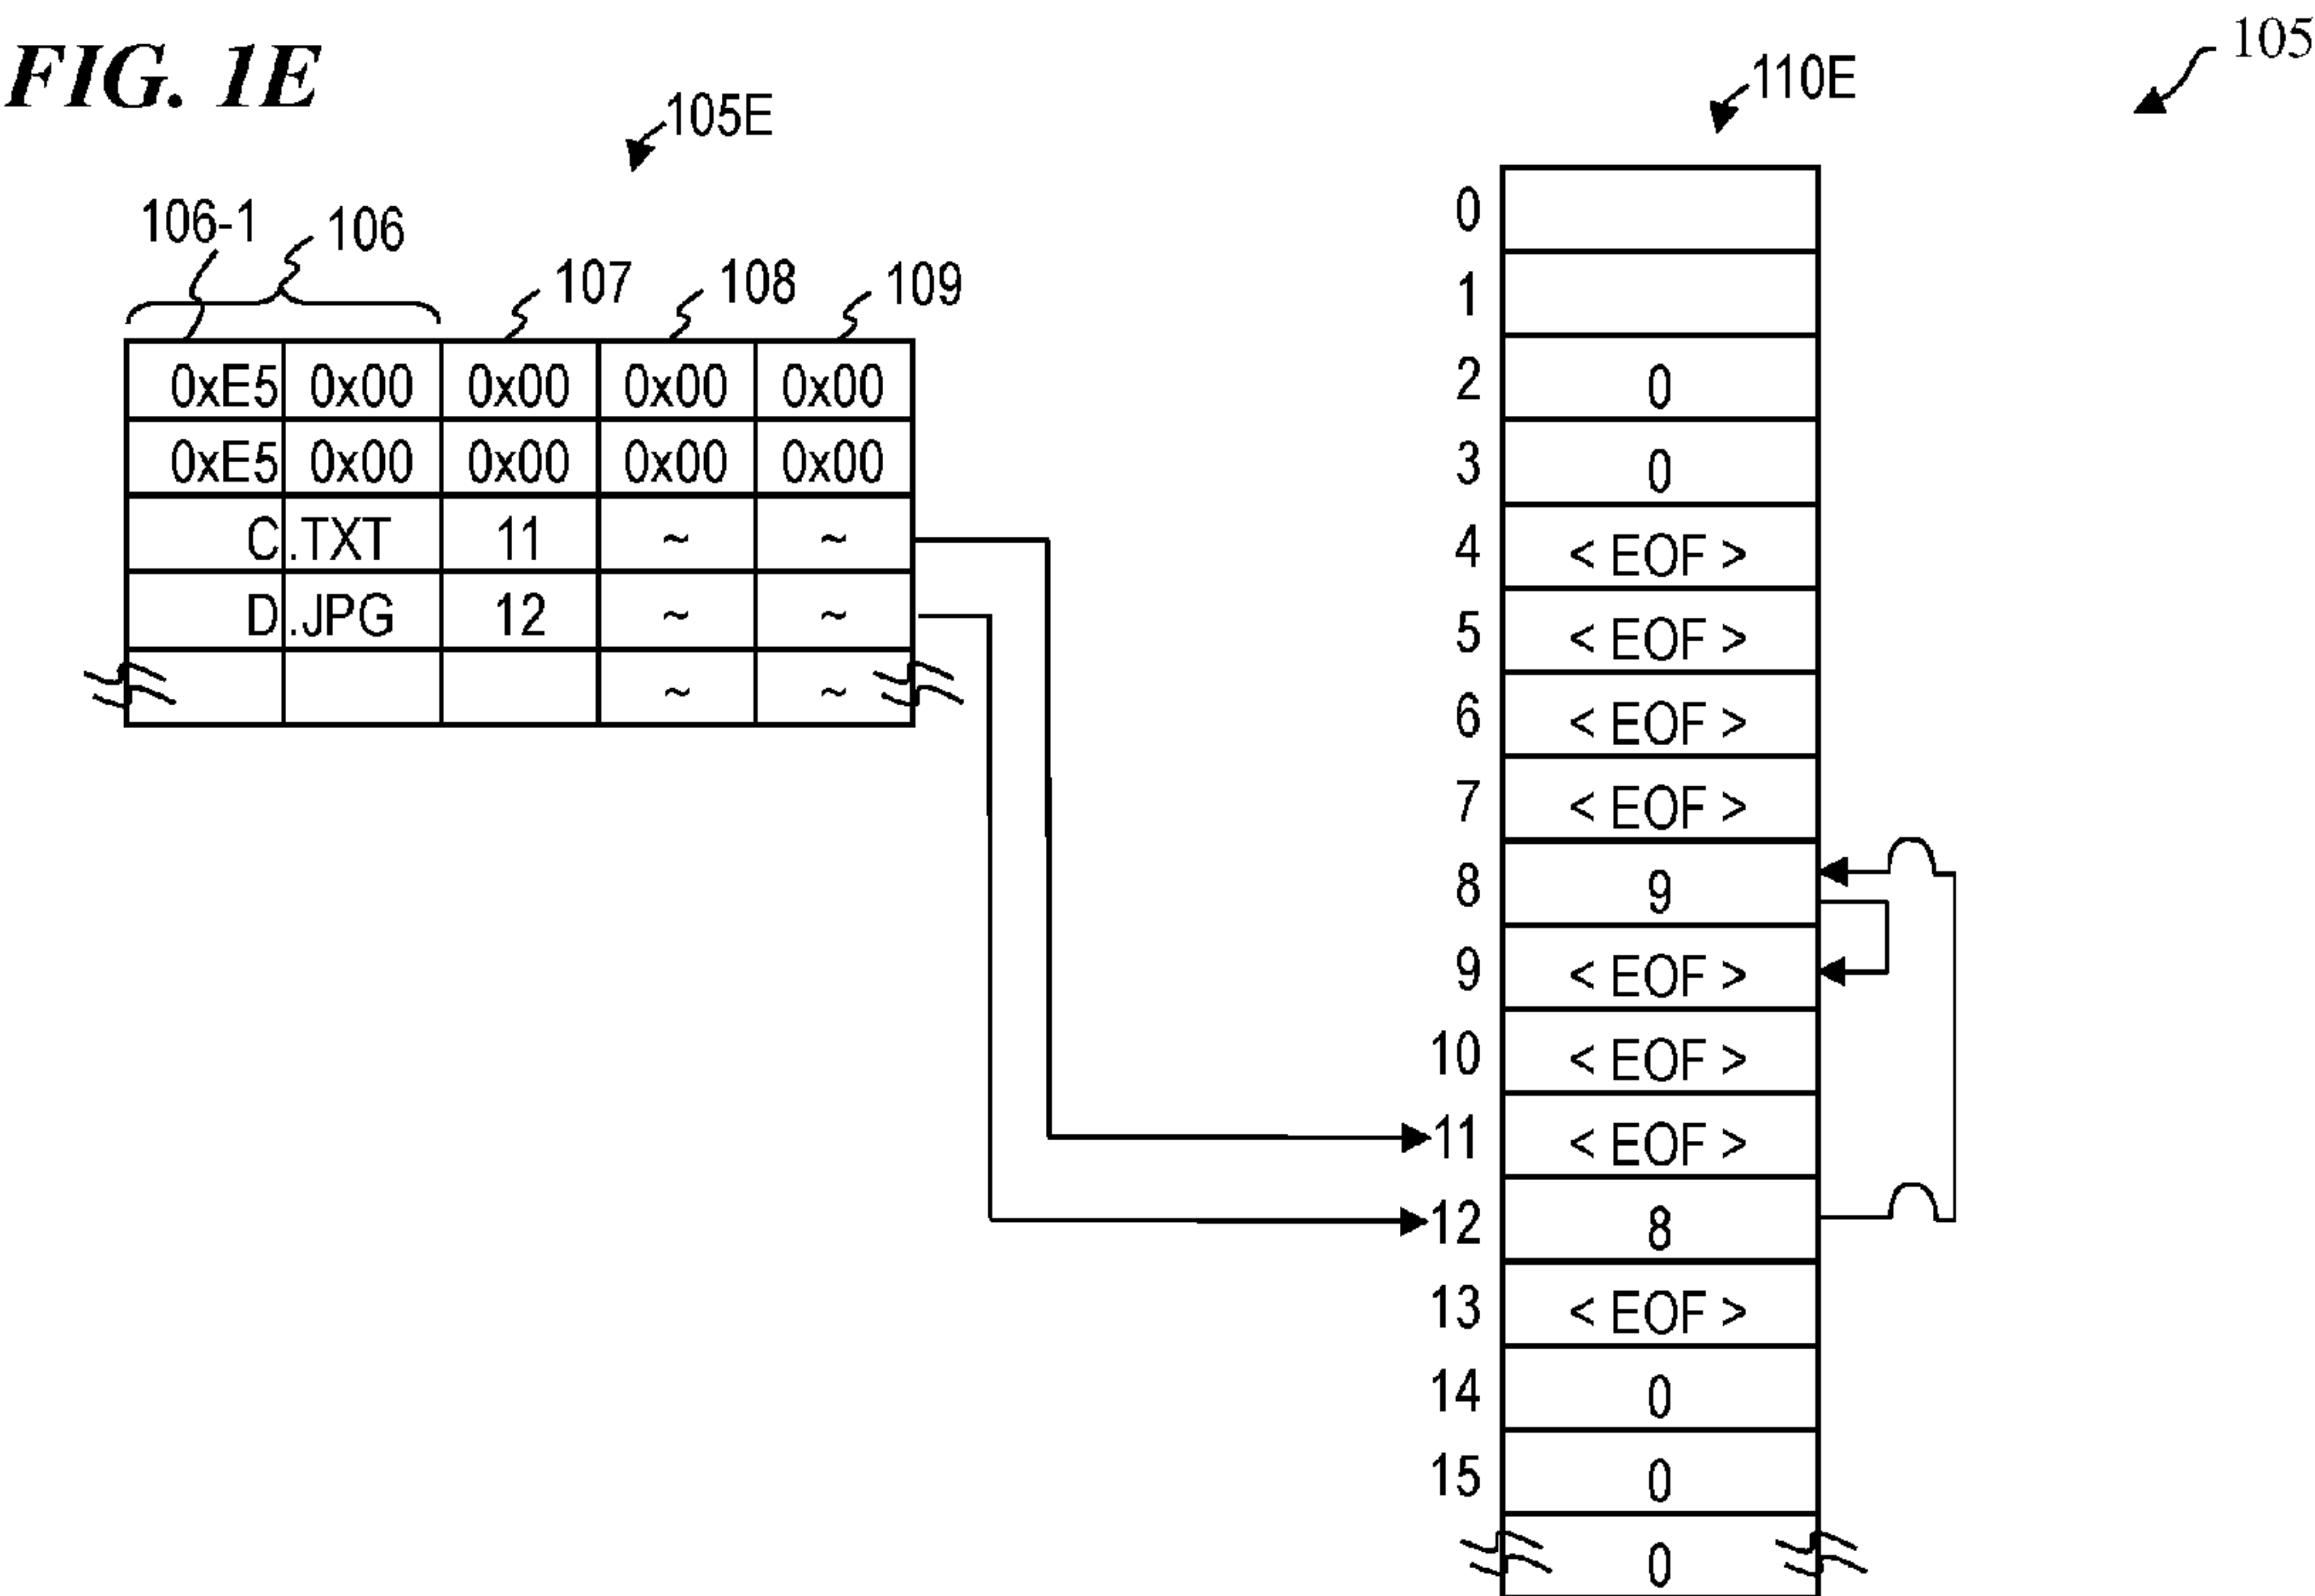 FIG. 1E
105
110E
105E
106-1 106
107 108 109
0xE5 0x00 0x00 0x00 0x00
0xE5 0x00 0x00 0x00 0x00
C.TXT 11 ~ ~
D.JPG 12 ~ ~
~ ~
0
1
2 0
3 0
4 < EOF >
5 < EOF >
6 < EOF >
7 < EOF >
8 9
9 < EOF >
10 < EOF >
11 < EOF >
12 8
13 < EOF >
14 0
15 0
0